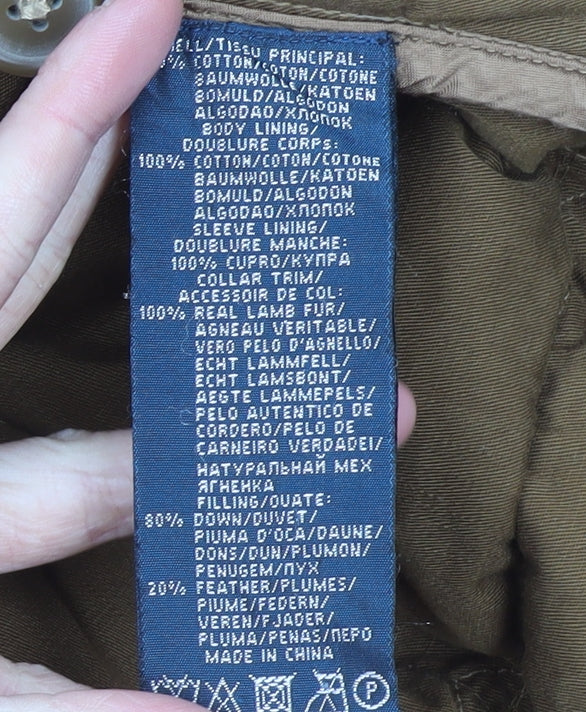 PRINCIPAL:
COTTON/COTON/COTONE
BAUMWOLLE/KATOEN
BOMULD/ALGODON
ALGODAO/ХЛОПОК
BODY LINING/
DOUBLURE CORPS:
100% COTTON/COTON/COTONE
BAUMWOLLE/KATOEN
BOMULD/ALGODON
ALGODAO/ХЛОПОК
SLEEVE LINING/
DOUBLURE MANCHE:
100% CUPRO/КУПРА
COLLAR TRIM/
ACCESSOIR DE COL:
100% REAL LAMB FUR/
AGNEAU VERITABLE/
VERO PELO D'AGNELLO/
ECHT LAMMFELL/
ECHT LAMSBONT/
AEGTE LAMMEPELS/
PELO AUTENTICO DE
CORDERO/PELO DE
CARNEIRO VERDADEI/
НАТУРАЛЬНАЙ МЕХ
ЯГНЕНКА
FILLING/OUATE:
80% DOWN/DUVET/
PIUMA D'OCA/DAUNE/
DONS/DUN/PLUMON/
PENUGEM/ПУХ
20% FEATHER/PLUMES/
PIUME/FEDERN/
VEREN/FJADER/
PLUMA/PENAS/ПЕРО
MADE IN CHINA
P